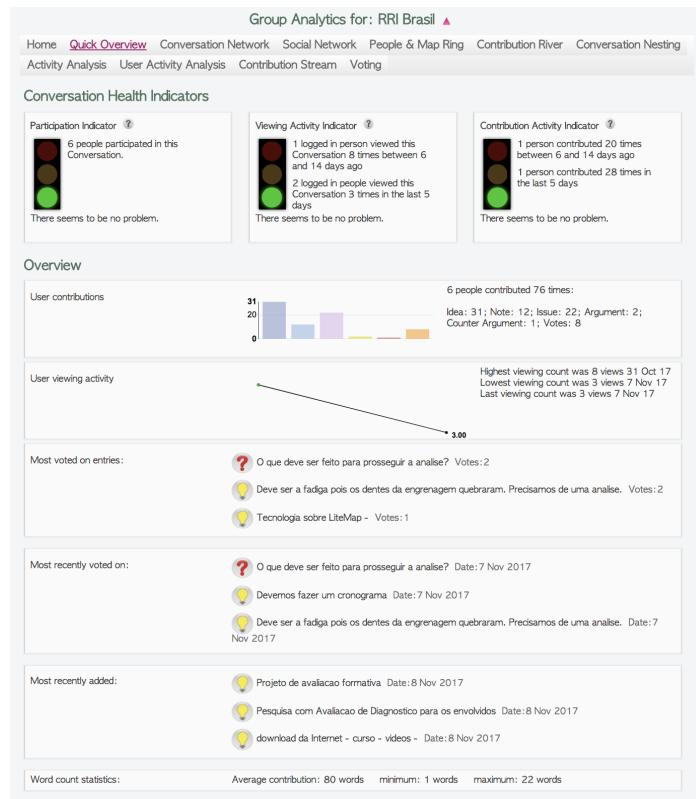 Group Analytics for: RRI Brasil
Home Quick Overview Conversation Network Social Network People & Map Ring Contribution River Conversation Nesting
Activity Analysis User Activity Analysis Contribution Stream Voting
Conversation Health Indicators
Participation Indicator ?
6 people participated in this
Conversation.
There seems to be no problem.
Viewing Activity Indicator ?
1 logged in person viewed this
Conversation 8 times between 6
and 14 days ago
2 logged in people viewed this
Conversation 3 times in the last 5
days
There seems to be no problem.
Contribution Activity Indicator ?
1 person contributed 20 times
between 6 and 14 days ago
1 person contributed 28 times in
the last 5 days
There seems to be no problem.
Overview
User contributions
31
20
0
6 people contributed 76 times:
Idea: 31; Note: 12; Issue: 22; Argument: 2;
Counter Argument: 1; Votes: 8
User viewing activity
3.00
Highest viewing count was 8 views 31 Oct 17
Lowest viewing count was 3 views 7 Nov 17
Last viewing count was 3 views 7 Nov 17
Most voted on entries:
? O que deve ser feito para prosseguir a analise? Votes:2
Deve ser a fadiga pois os dentes da engrenagem quebraram. Precisamos de uma analise. Votes:2
Tecnologia sobre LiteMap - Votes:1
Most recently voted on:
? O que deve ser feito para prosseguir a analise? Date:7 Nov 2017
Devemos fazer um cronograma Date:7 Nov 2017
Deve ser a fadiga pois os dentes da engrenagem quebraram. Precisamos de uma analise. Date:7
Nov 2017
Most recently added:
Projeto de avaliacao formativa Date:8 Nov 2017
Pesquisa com Avaliacao de Diagnostico para os envolvidos Date:8 Nov 2017
download da Internet - curso - videos - Date:8 Nov 2017
Word count statistics: Average contribution: 80 words minimum: 1 words maximum: 22 words